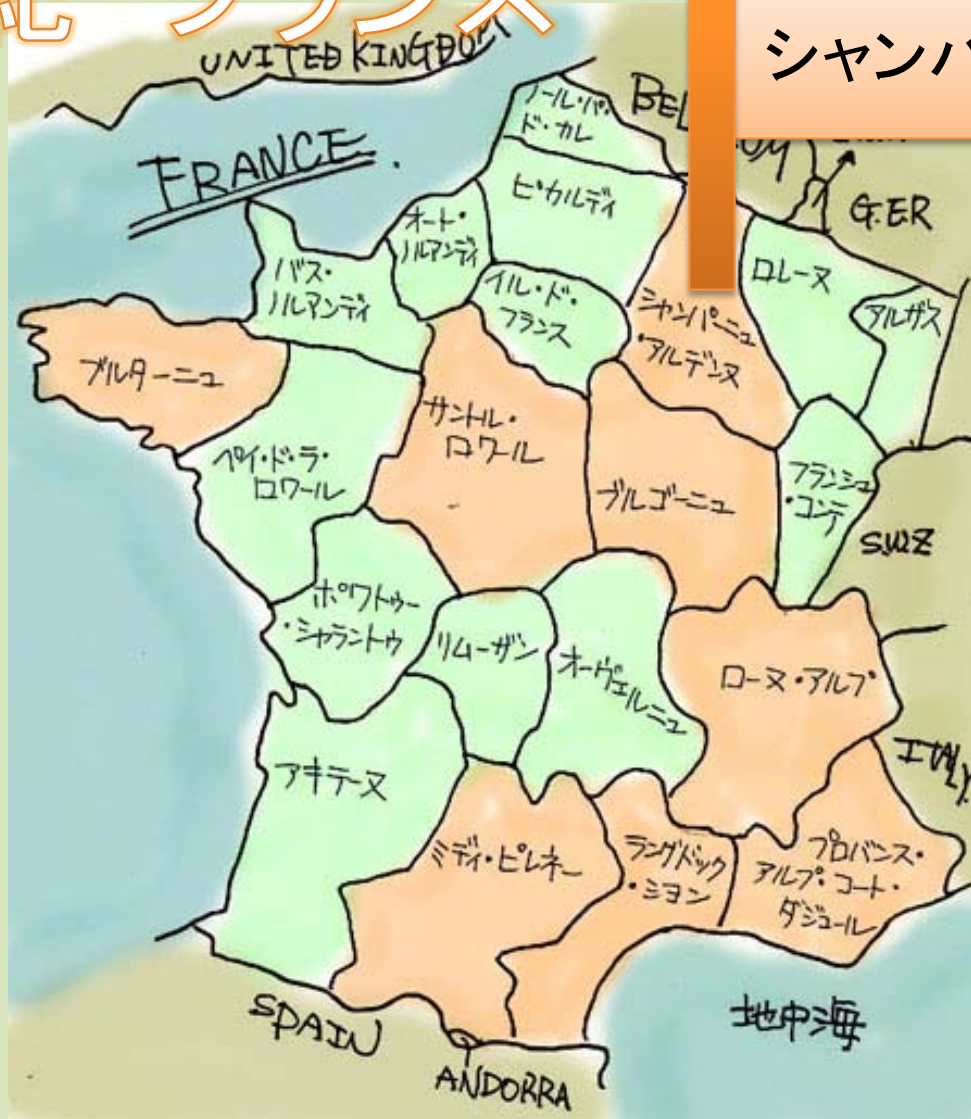 フランス
シャンパ
UNITED KINGDOM
FRANCE.
ノール・パ・
ド・カレ
ピカルディ
G.ER
オート・
ノルマンディ
バス・
ノルマンディ
イル・ド・
フランス
シャンパーニュ
・アルデンヌ
ロレーヌ
アルザス
ブルターニュ
サントル・
ロワール
ペイ・ド・ラ・
ロワール
ブルゴーニュ
フランシュ
・コンテ
SUIZ
ポワトゥー
・シャラントゥ
リムーザン
オーヴェルニュ
ローヌ・アルプ
ITALY
アキテーヌ
ミディ・ピレネー
ラングドック
・ミヨン
プロバンス・
アルプ・コート・
ダジュール
SPAIN
ANDORRA
地中海